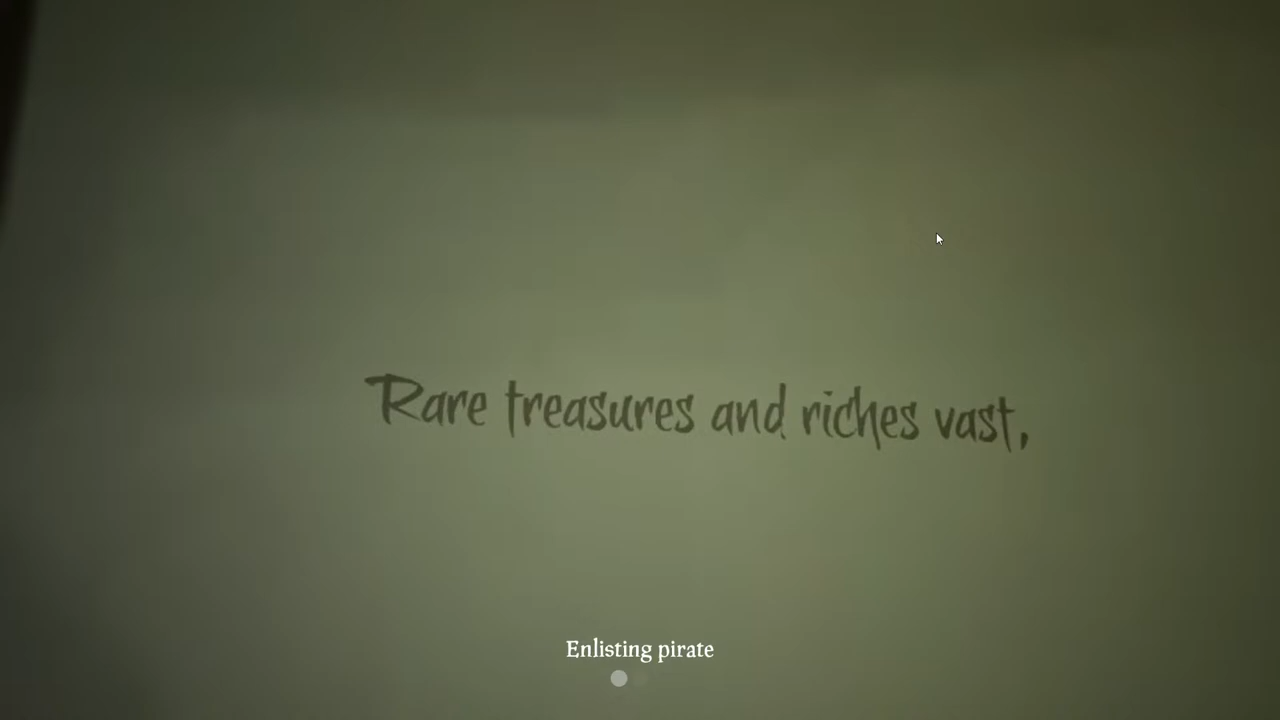 Rare treasures and riches vast,
Enlisting pirate